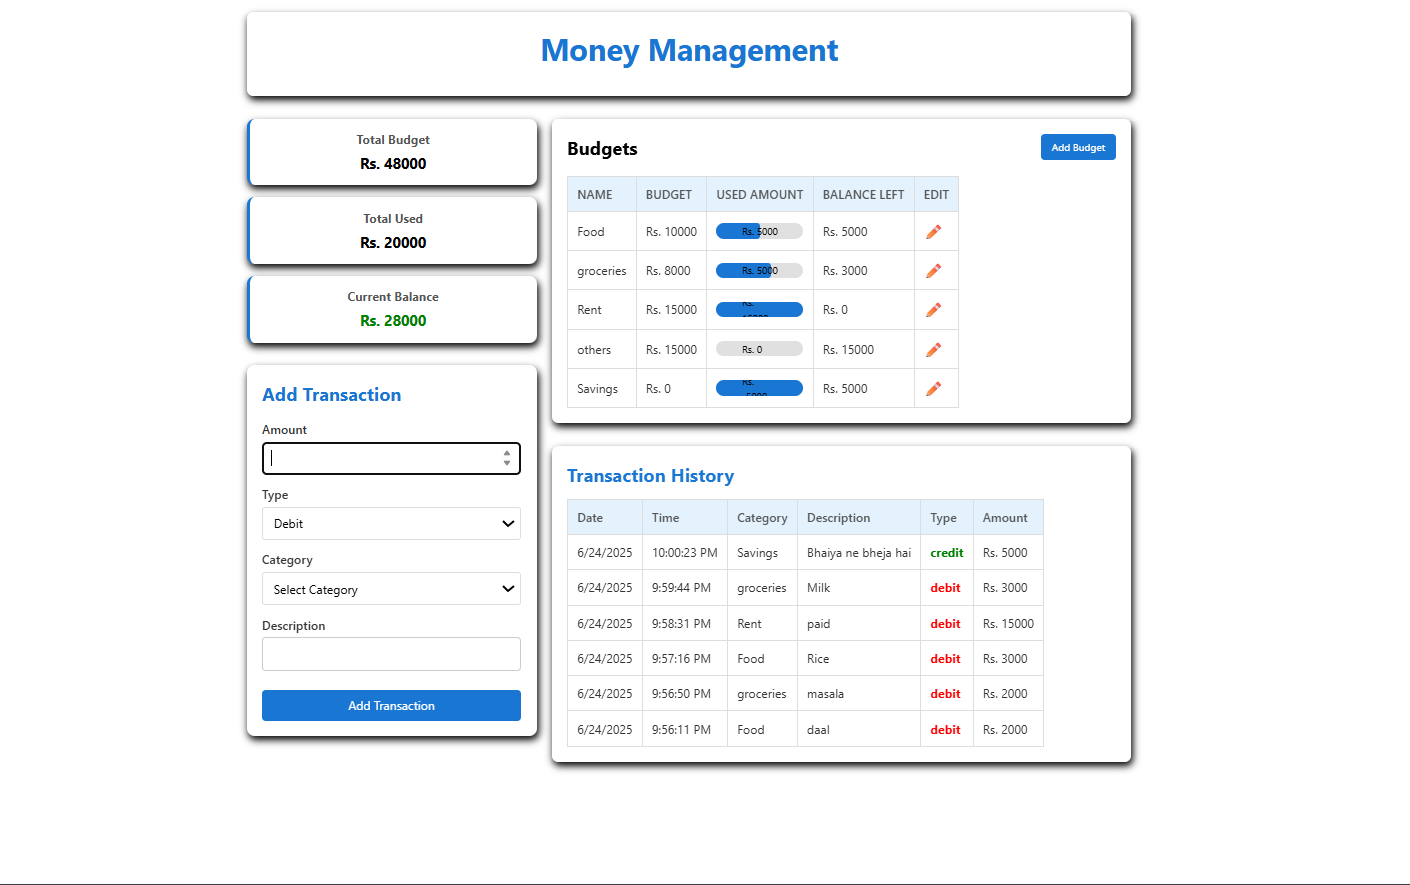 Money Management
Total Budget
Rs. 48000
Total Used
Rs. 20000
Current Balance
Rs. 28000
Add Transaction
Amount
Type
Debit
Category
Select Category
Description
Add Transaction
Budgets
Add Budget
NAME BUDGET USED AMOUNT BALANCE LEFT EDIT
Food Rs. 10000 Rs. 5000 Rs. 5000
groceries Rs. 8000 Rs. 5000 Rs. 3000
Rent Rs. 15000 Rs. 15000 Rs. 0
others Rs. 15000 Rs. 0 Rs. 15000
Savings Rs. 0 Rs. -5000 Rs. 5000
Transaction History
Date Time Category Description Type Amount
6/24/2025 10:00:23 PM Savings Bhaiya ne bheja hai credit Rs. 5000
6/24/2025 9:59:44 PM groceries Milk debit Rs. 3000
6/24/2025 9:58:31 PM Rent paid debit Rs. 15000
6/24/2025 9:57:16 PM Food Rice debit Rs. 3000
6/24/2025 9:56:50 PM groceries masala debit Rs. 2000
6/24/2025 9:56:11 PM Food daal debit Rs. 2000